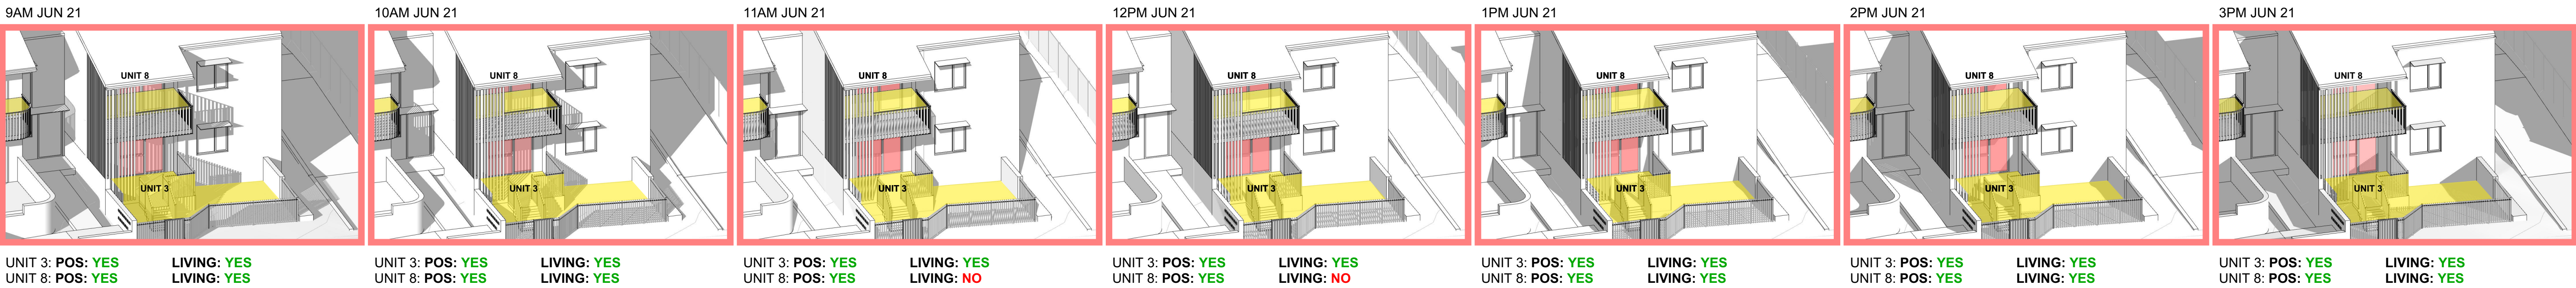 9AM JUN 21
UNIT 8
UNIT 3
UNIT 3: POS: YES LIVING: YES
UNIT 8: POS: YES LIVING: YES
10AM JUN 21
UNIT 8
UNIT 3
UNIT 3: POS: YES LIVING: YES
UNIT 8: POS: YES LIVING: YES
11AM JUN 21
UNIT 8
UNIT 3
UNIT 3: POS: YES LIVING: YES
UNIT 8: POS: YES LIVING: NO
12PM JUN 21
UNIT 8
UNIT 3
UNIT 3: POS: YES LIVING: YES
UNIT 8: POS: YES LIVING: NO
1PM JUN 21
UNIT 8
UNIT 3
UNIT 3: POS: YES LIVING: YES
UNIT 8: POS: YES LIVING: YES
2PM JUN 21
UNIT 8
UNIT 3
UNIT 3: POS: YES LIVING: YES
UNIT 8: POS: YES LIVING: YES
3PM JUN 21
UNIT 8
UNIT 3
UNIT 3: POS: YES LIVING: YES
UNIT 8: POS: YES LIVING: YES